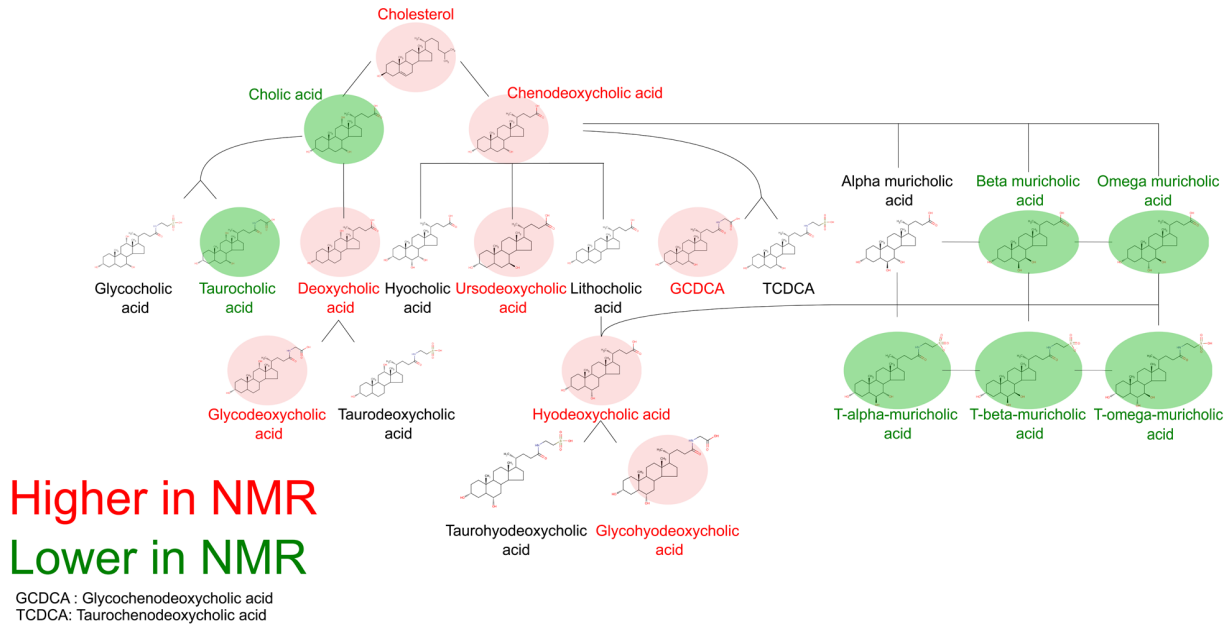 Cholesterol
Cholic acid
Chenodeoxycholic acid
Alpha muricholic
acid
Beta muricholic
acid
Omega muricholic
acid
Glycocholic
acid
Taurocholic
acid
Deoxycholic
acid
Hyocholic
acid
Ursodeoxycholic
acid
Lithocholic
acid
GCDCA
TCDCA
Glycodeoxycholic
acid
Taurodeoxycholic
acid
Hyodeoxycholic acid
T-alpha-muricholic
acid
T-beta-muricholic
acid
T-omega-muricholic
acid
Taurohyodeoxycholic
acid
Glycohyodeoxycholic
acid
Higher in NMR
Lower in NMR
GCDCA : Glycochenodeoxycholic acid
TCDCA: Taurochenodeoxycholic acid